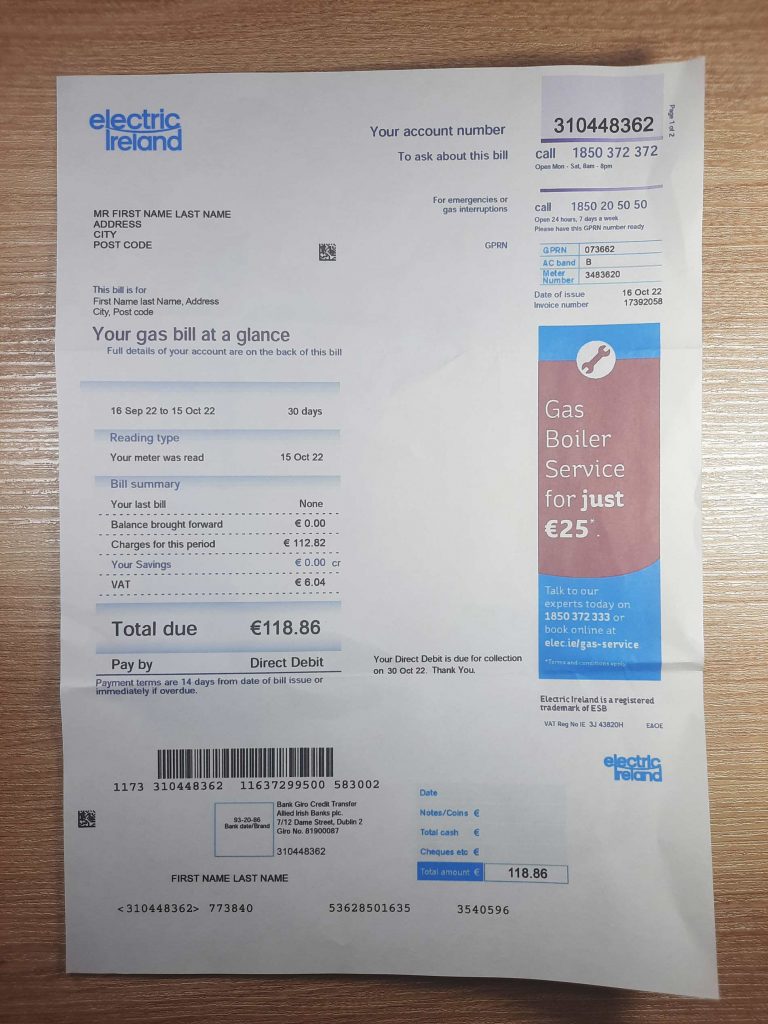 electric
Ireland
Your account number
310448362
Page 1 of 2
To ask about this bill
call 1850 372 372
Open Mon - Sat, 8am - 8pm
For emergencies or
gas interruptions
call 1850 20 50 50
Open 24 hours, 7 days a week
Please have this GPRN number ready
MR FIRST NAME LAST NAME
ADDRESS
CITY
POST CODE
GPRN
GPRN 073662
AC band B
Meter
Number 3483620
Date of Issue 16 Oct 22
Invoice number 17392058
This bill is for
First Name last Name, Address
City, Post code
Your gas bill at a glance
Full details of your account are on the back of this bill
16 Sep 22 to 15 Oct 22 30 days
Reading type
Your meter was read 15 Oct 22
Bill summary
Your last bill None
Balance brought forward € 0.00
Charges for this period € 112.82
Your Savings € 0.00 cr
VAT € 6.04
Total due €118.86
Pay by Direct Debit
Payment terms are 14 days from date of bill issue or
immediately if overdue.
Your Direct Debit is due for collection
on 30 Oct 22. Thank You.
Gas
Boiler
Service
for just
€25*.
Talk to our
experts today on
1850 372 333 or
book online at
elec.ie/gas-service
*Terms and conditions apply
Electric Ireland is a registered
trademark of ESB
VAT Reg No IE 3J 43820H E&OE
electric
Ireland
1173 310448362 11637299500 583002
93-20-86
Bank date/Brand
Bank Giro Credit Transfer
Allied Irish Banks plc.
7/12 Dame Street, Dublin 2
Giro No. 81900087
310448362
FIRST NAME LAST NAME
Date
Notes/Coins €
Total cash €
Cheques etc €
Total amount € 118.86
<310448362> 773840 53628501635 3540596